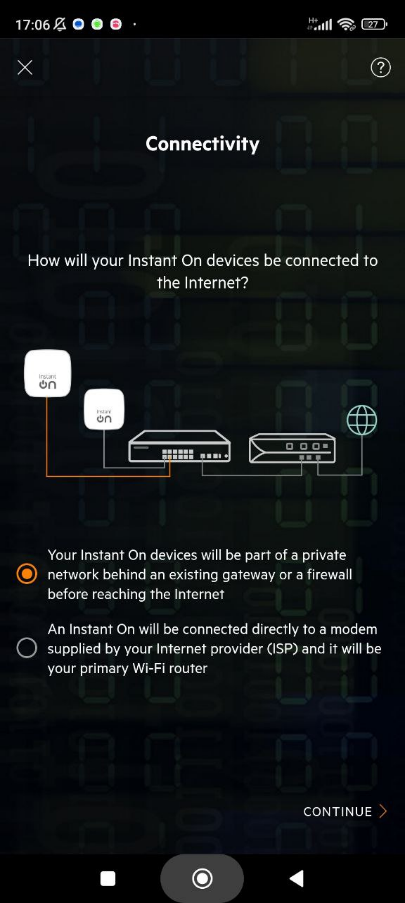 17:06
H+
27
?
Connectivity
How will your Instant On devices be connected to
the Internet?
Instant
On
Instant
On
Your Instant On devices will be part of a private
network behind an existing gateway or a firewall
before reaching the Internet
An Instant On will be connected directly to a modem
supplied by your Internet provider (ISP) and it will be
your primary Wi-Fi router
CONTINUE